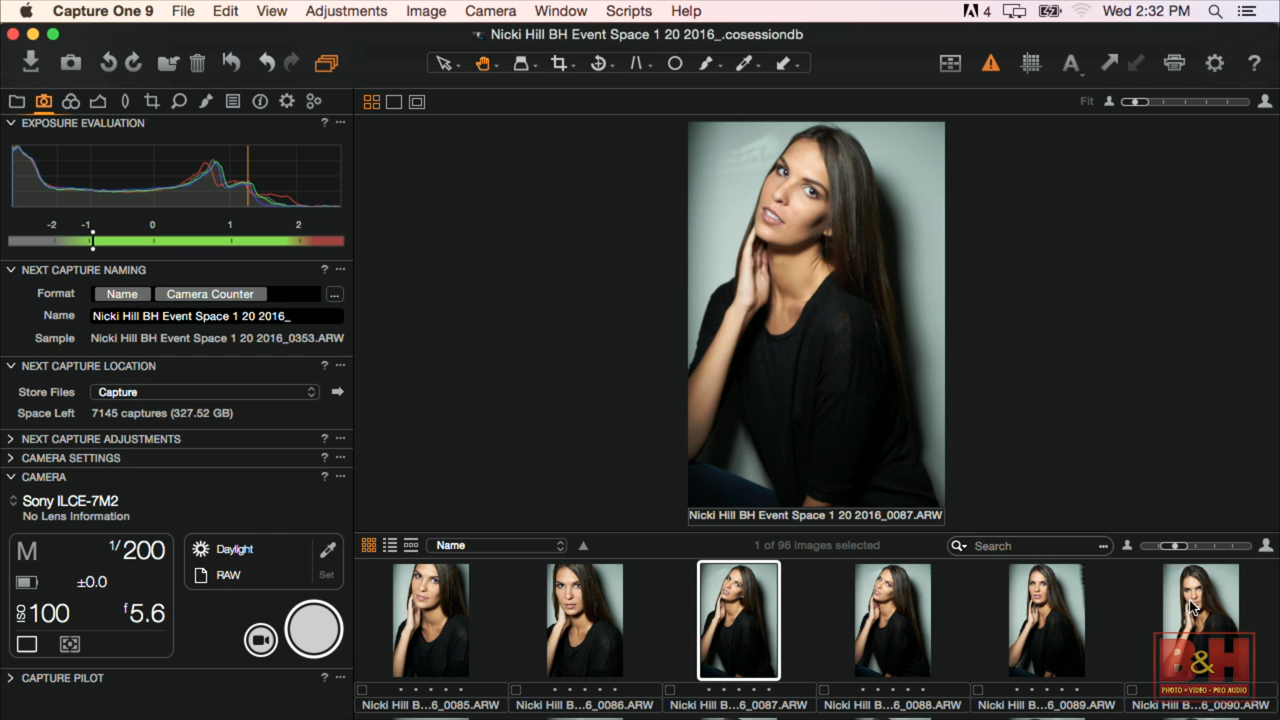 Capture One 9 File Edit View Adjustments Image Camera Window Scripts Help 4 Wed 2:32 PM
Nicki Hill BH Event Space 1 20 2016_.cosessiondb
Fit
EXPOSURE EVALUATION ? ...
-2 -1 0 1 2
NEXT CAPTURE NAMING ? ...
Format Name Camera Counter ...
Name Nicki Hill BH Event Space 1 20 2016_
Sample Nicki Hill BH Event Space 1 20 2016_0353.ARW
NEXT CAPTURE LOCATION ? ...
Store Files Capture
Space Left 7145 captures (327.52 GB)
NEXT CAPTURE ADJUSTMENTS ? ...
CAMERA SETTINGS ? ...
CAMERA ? ...
Sony ILCE-7M2
No Lens Information
M 1/200
±0.0
ISO 100 f5.6
Daylight
RAW Set
CAPTURE PILOT ? ...
Nicki Hill BH Event Space 1 20 2016_0087.ARW
Name 1 of 96 images selected Search ...
Nicki Hill B...6_0085.ARW Nicki Hill B...6_0086.ARW Nicki Hill B...6_0087.ARW Nicki Hill B...6_0088.ARW Nicki Hill B...6_0089.ARW Nicki Hill B...6_0090.ARW
B&H
PHOTO • VIDEO • PRO AUDIO